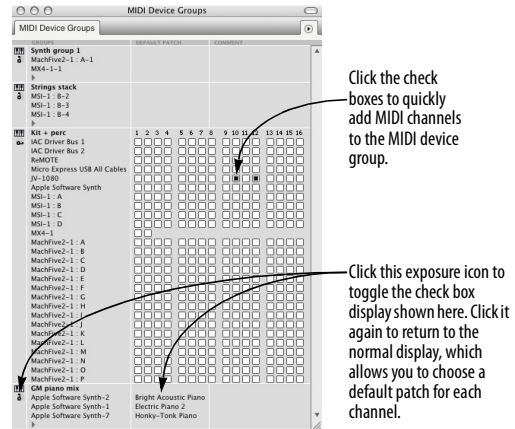 MIDI Device Groups
MIDI Device Groups
GROUPS DEFAULT PATCH COMMENT
Synth group 1
MachFive2-1 : A-1
MX4-1-1
Strings stack
MSI-1 : B-2
MSI-1 : B-3
MSI-1 : B-4
Kit + perc 1 2 3 4 5 6 7 8 9 10 11 12 13 14 15 16
IAC Driver Bus 1
IAC Driver Bus 2
ReMOTE
Micro Express USB All Cables
JV-1080
Apple Software Synth
MSI-1 : A
MSI-1 : B
MSI-1 : C
MSI-1 : D
MX4-1
MachFive2-1 : A
MachFive2-1 : B
MachFive2-1 : C
MachFive2-1 : D
MachFive2-1 : E
MachFive2-1 : F
MachFive2-1 : G
MachFive2-1 : H
MachFive2-1 : I
MachFive2-1 : J
MachFive2-1 : K
MachFive2-1 : L
MachFive2-1 : M
MachFive2-1 : N
MachFive2-1 : O
MachFive2-1 : P
GM piano mix
Apple Software Synth-2 Bright Acoustic Piano
Apple Software Synth-1 Electric Piano 2
Apple Software Synth-7 Honky-Tonk Piano
Click the check
boxes to quickly
add MIDI channels
to the MIDI device
group.
Click this exposure icon to
toggle the check box
display shown here. Click it
again to return to the
normal display, which
allows you to choose a
default patch for each
channel.